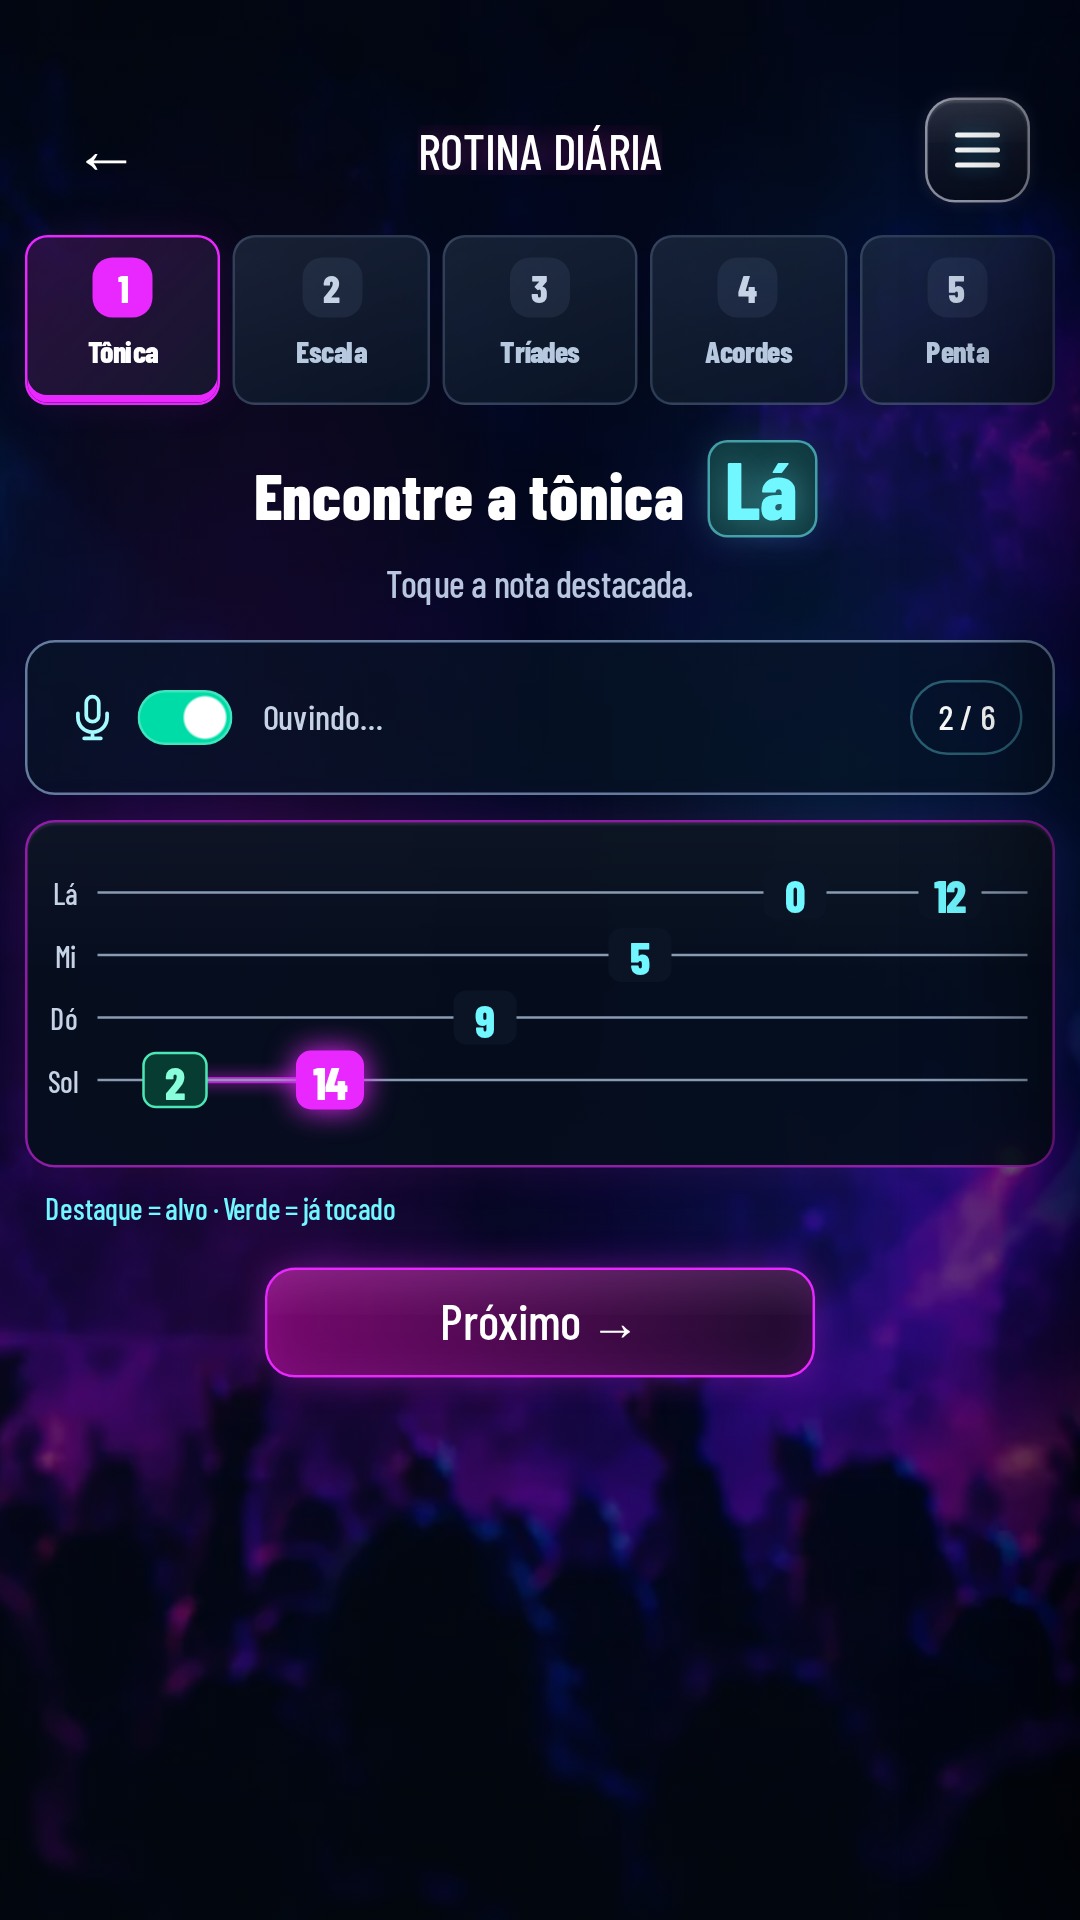 ← ROTINA DIÁRIA
1 2 3 4 5
Tônica Escala Tríades Acordes Penta
Encontre a tônica Lá
Toque a nota destacada.
Ouvindo... 2 / 6
Lá 0 12
Mi 5
Dó 9
Sol 2 14
Destaque = alvo · Verde = já tocado
Próximo →